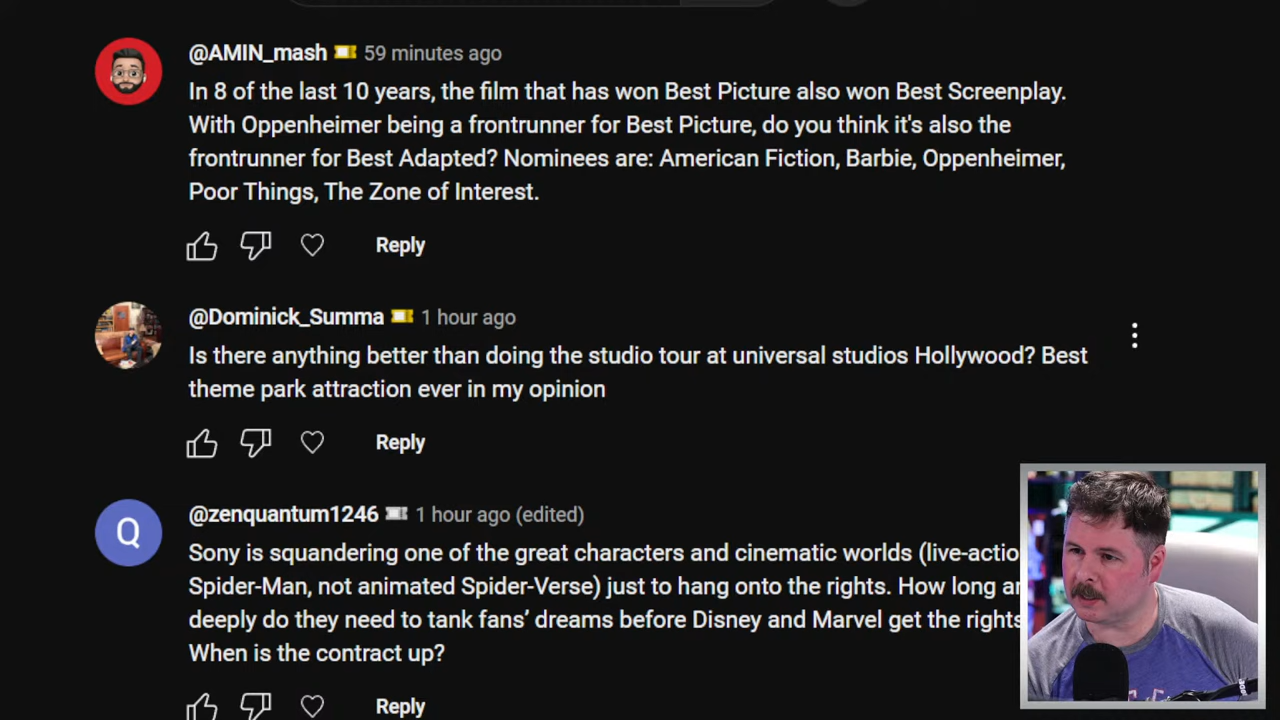 @AMIN_mash 59 minutes ago
In 8 of the last 10 years, the film that has won Best Picture also won Best Screenplay.
With Oppenheimer being a frontrunner for Best Picture, do you think it's also the
frontrunner for Best Adapted? Nominees are: American Fiction, Barbie, Oppenheimer,
Poor Things, The Zone of Interest.
Reply
@Dominick_Summa 1 hour ago
Is there anything better than doing the studio tour at universal studios Hollywood? Best
theme park attraction ever in my opinion
Reply
Q
@zenquantum1246 1 hour ago (edited)
Sony is squandering one of the great characters and cinematic worlds (live-actio
Spider-Man, not animated Spider-Verse) just to hang onto the rights. How long
deeply do they need to tank fans’ dreams before Disney and Marvel get the rights
When is the contract up?
Reply